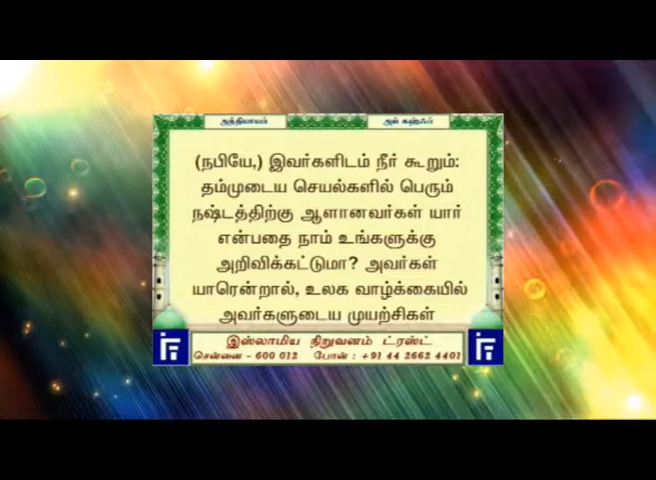 அத்தியாயம் அல் கஹ்ஃப்
(நபியே,) இவர்களிடம் நீர் கூறும்:
தம்முடைய செயல்களில் பெரும்
நஷ்டத்திற்கு ஆளானவர்கள் யார்
என்பதை நாம் உங்களுக்கு
அறிவிக்கட்டுமா? அவர்கள்
யாரென்றால், உலக வாழ்க்கையில்
அவர்களுடைய முயற்சிகள்
இஸ்லாமிய நிறுவனம் ட்ரஸ்ட்
சென்னை - 600 012 போன் : +91 44 2662 4401